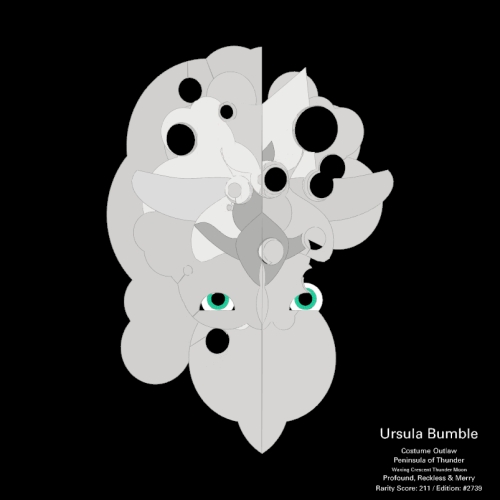 Ursula Bumble
Costume Outlaw
Peninsula of Thunder
Waxing Crescent Thunder Moon
Profound, Reckless & Merry
Rarity Score: 211 / Edition: #2739